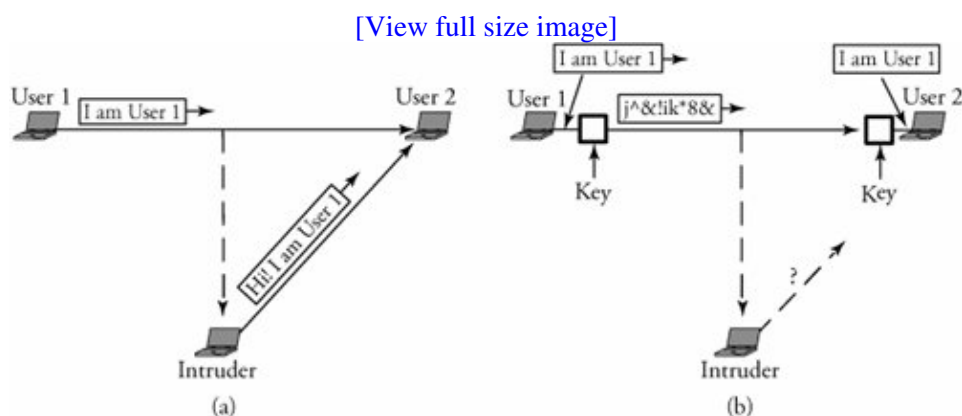 [View full size image]
User 1
I am User 1
User 2
Hi! I am User 1
Intruder
(a)
I am User 1
User 1
j^&!ik*8&
Key
I am User 1
User 2
Key
?
Intruder
(b)